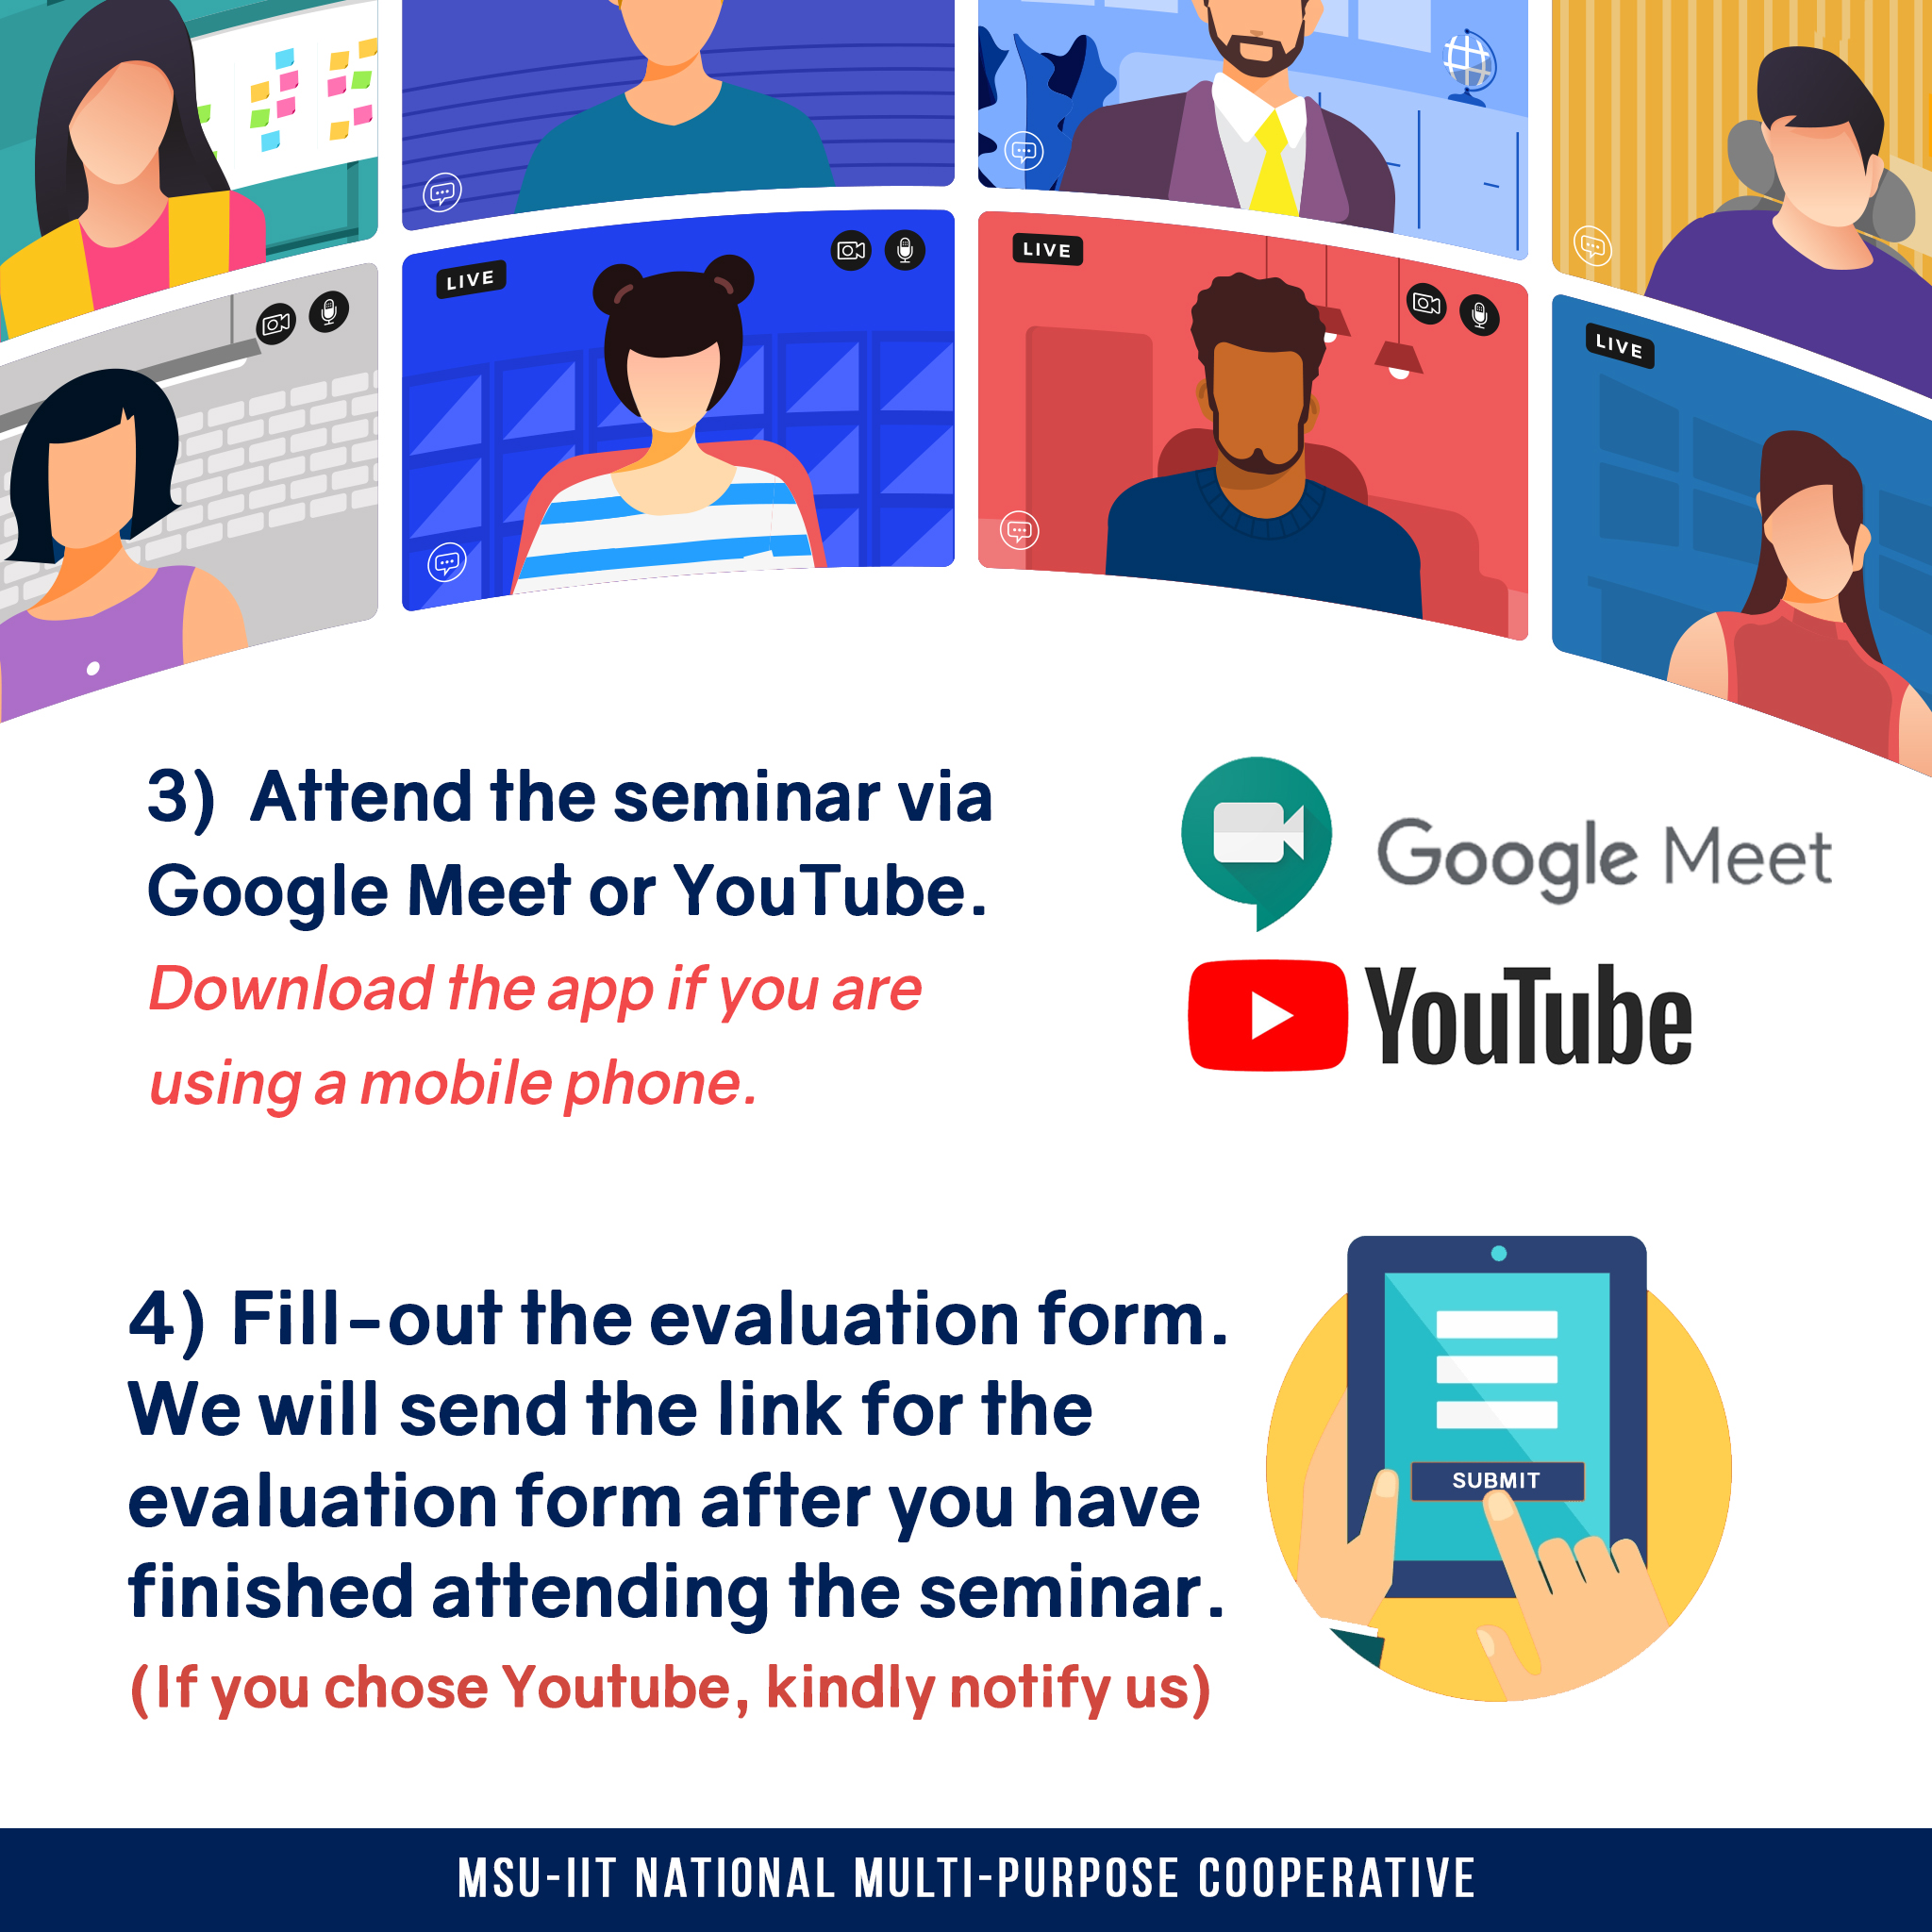 LIVE
LIVE
LIVE
3) Attend the seminar via
Google Meet or YouTube.
Download the app if you are
using a mobile phone.
Google Meet
YouTube
4) Fill-out the evaluation form.
We will send the link for the
evaluation form after you have
finished attending the seminar.
(If you chose Youtube, kindly notify us)
SUBMIT
MSU-IIT NATIONAL MULTI-PURPOSE COOPERATIVE